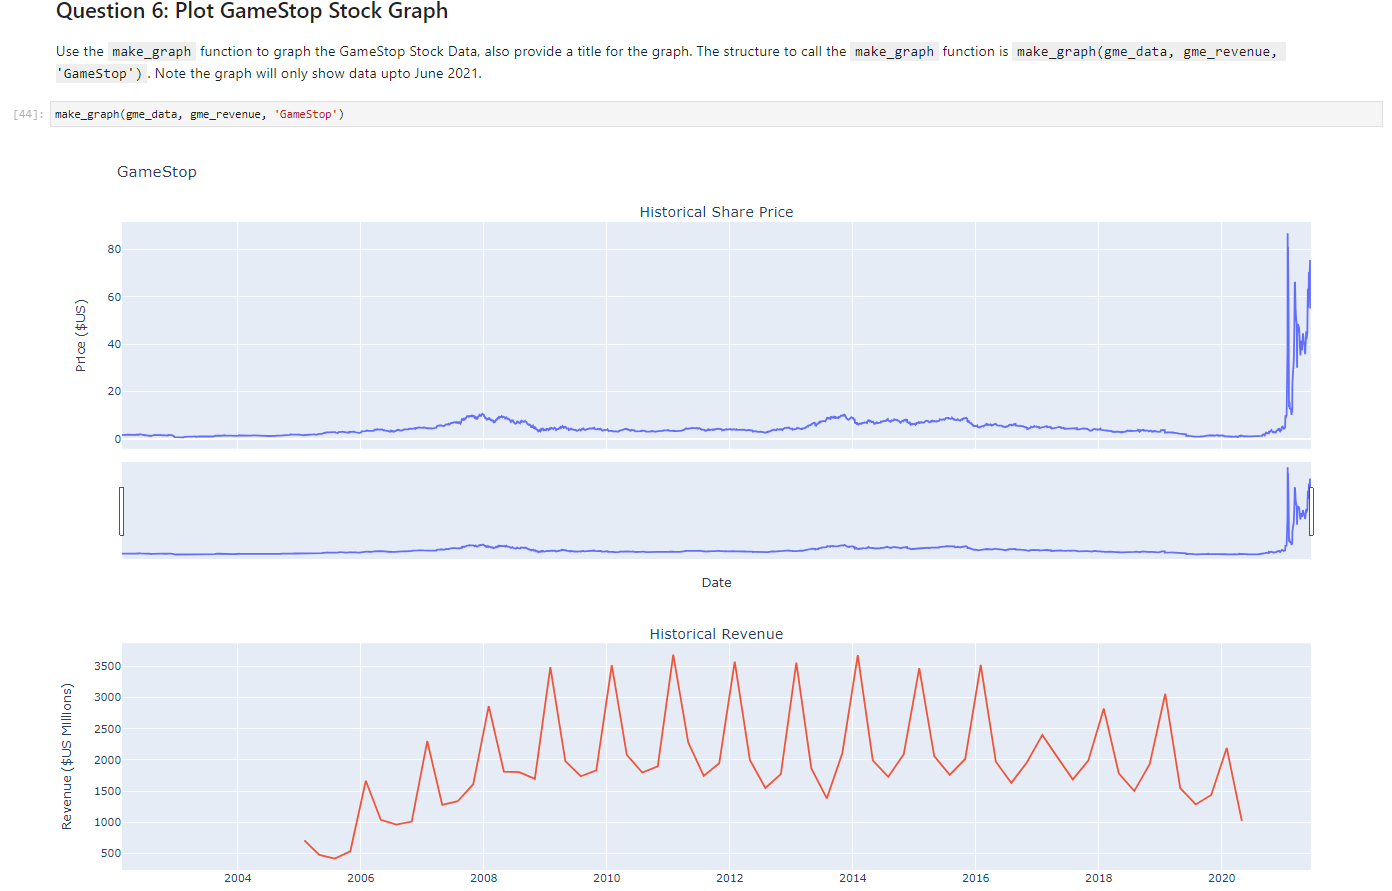 Question 6: Plot GameStop Stock Graph
Use the make_graph function to graph the GameStop Stock Data, also provide a title for the graph. The structure to call the make_graph function is make_graph(gme_data, gme_revenue,
'GameStop') . Note the graph will only show data upto June 2021.
[44]: make_graph(gme_data, gme_revenue, 'GameStop')
GameStop
Historical Share Price
80
60
40
20
0
Price ($US)
Date
Historical Revenue
3500
3000
2500
2000
1500
1000
500
Revenue ($US Millions)
2004 2006 2008 2010 2012 2014 2016 2018 2020